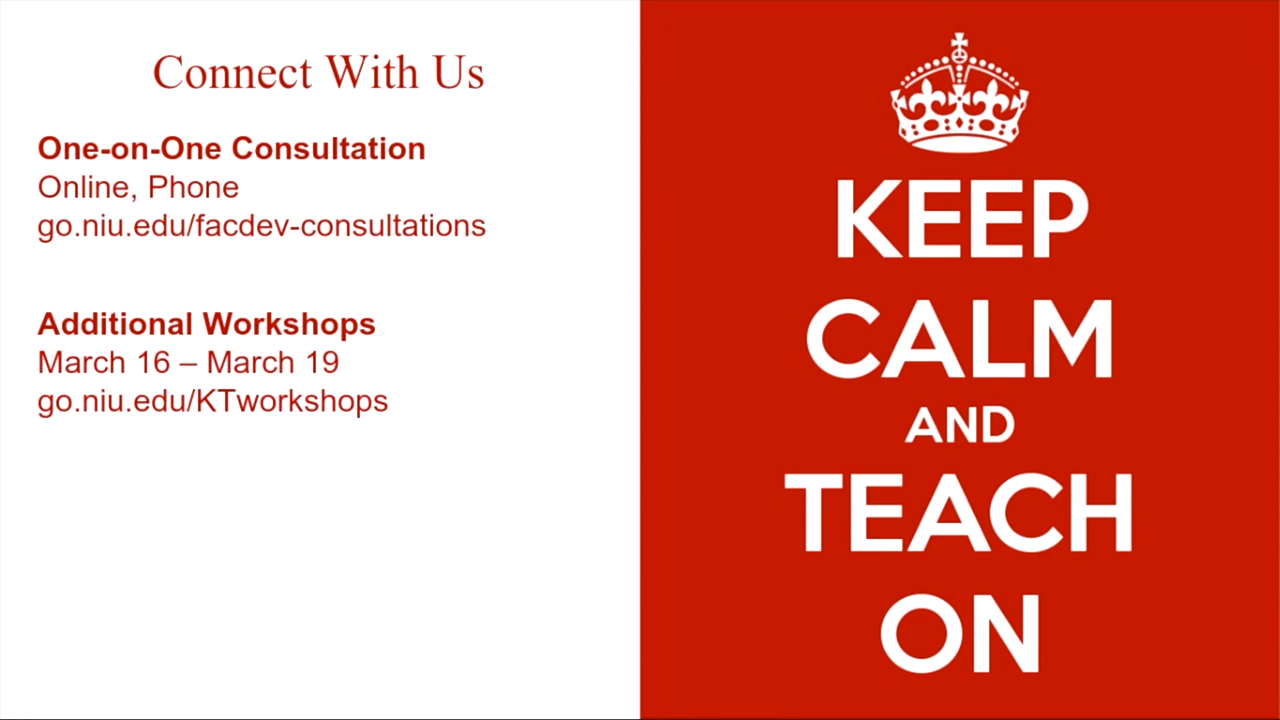 Connect With Us
One-on-One Consultation
Online, Phone
go.niu.edu/facdev-consultations
Additional Workshops
March 16 – March 19
go.niu.edu/KTworkshops
KEEP
CALM
AND
TEACH
ON